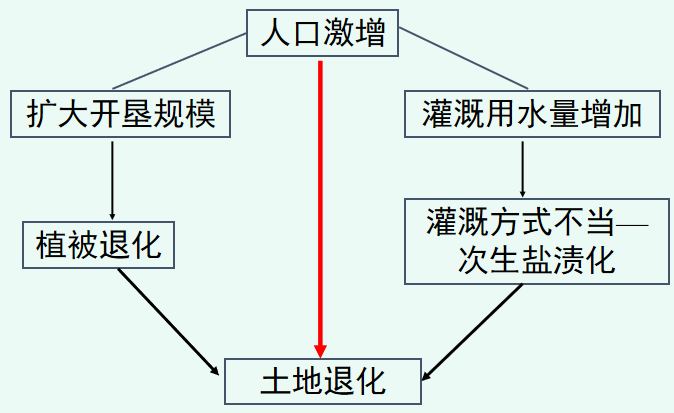 人口激增
扩大开垦规模
灌溉用水量增加
植被退化
灌溉方式不当—
次生盐渍化
土地退化